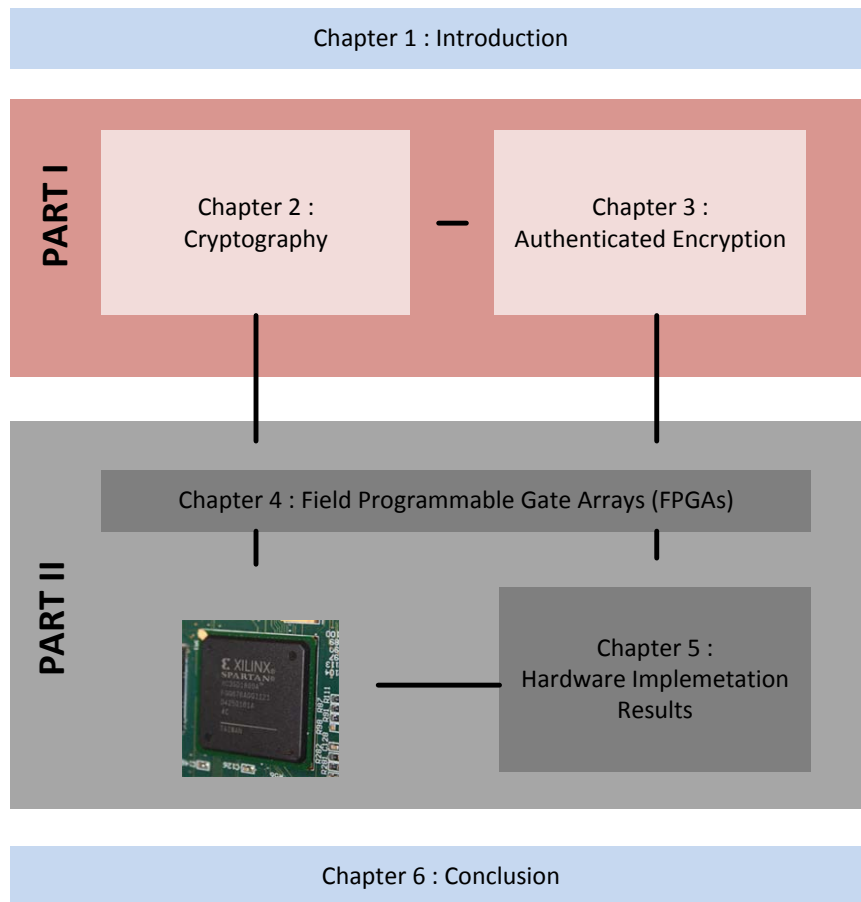 Chapter 1 : Introduction
PART I
Chapter 2 :
Cryptography
Chapter 3 :
Authenticated Encryption
PART II
Chapter 4 : Field Programmable Gate Arrays (FPGAs)
XILINX
SPARTAN
TAIWAN
Chapter 5 :
Hardware Implemetation
Results
Chapter 6 : Conclusion